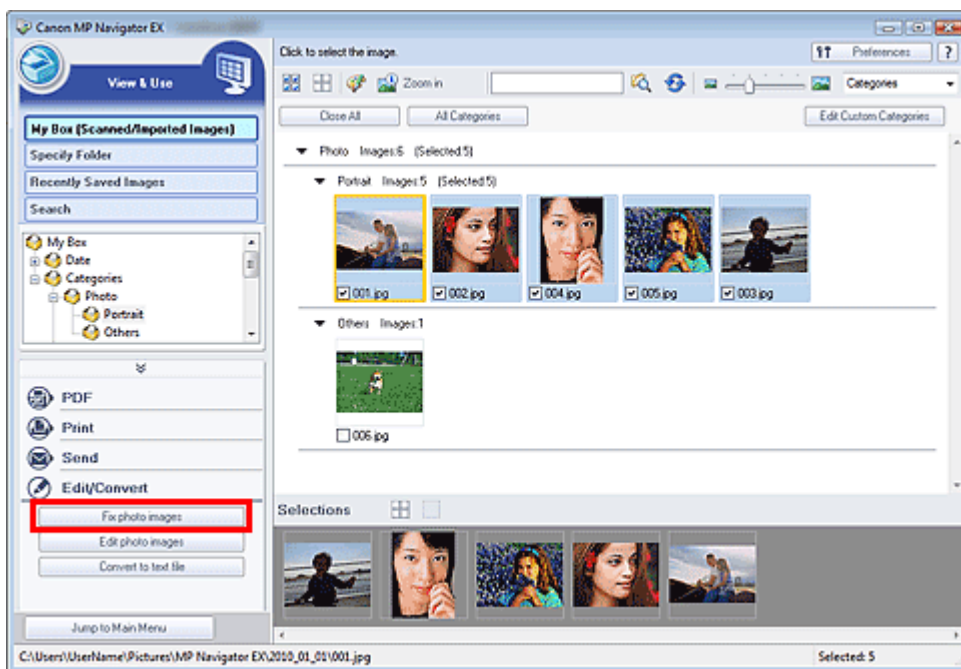 Canon MP Navigator EX
View & Use
My Box (Scanned/Imported Images)
Specify Folder
Recently Saved Images
Search
My Box
Date
Categories
Photo
Portrait
Others
PDF
Print
Send
Edit/Convert
Fix photo images
Edit photo images
Convert to text file
Jump to Main Menu
Click to select the image.
Preferences
?
Zoom in
Categories
Close All
All Categories
Edit Custom Categories
Photo Images:6 (Selected:5)
Portrait Images:5 (Selected:5)
001.jpg
002.jpg
004.jpg
005.jpg
003.jpg
Others Images:1
006.jpg
Selections
C:\Users\UserName\Pictures\MP Navigator EX\2010_01_01\001.jpg
Selected: 5